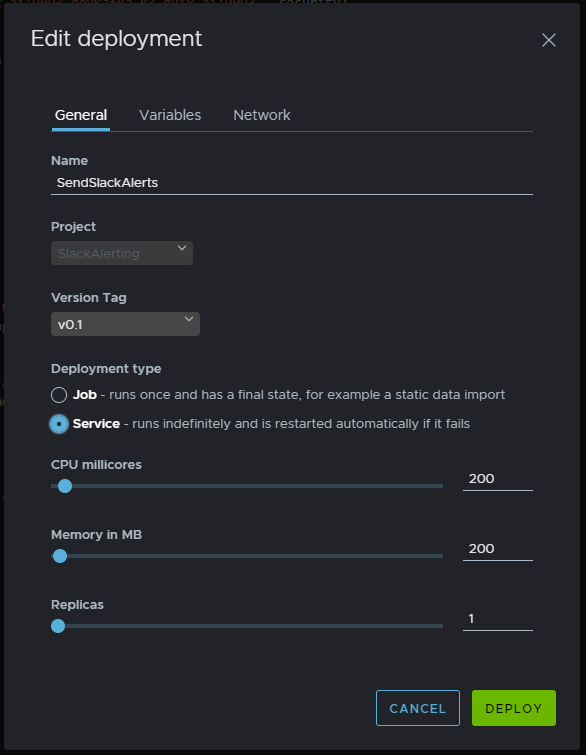 Edit deployment
General Variables Network
Name
SendSlackAlerts
Project
SlackAlerting
Version Tag
v0.1
Deployment type
Job - runs once and has a final state, for example a static data import
Service - runs indefinitely and is restarted automatically if it fails
CPU millicores
200
Memory in MB
200
Replicas
1
CANCEL DEPLOY